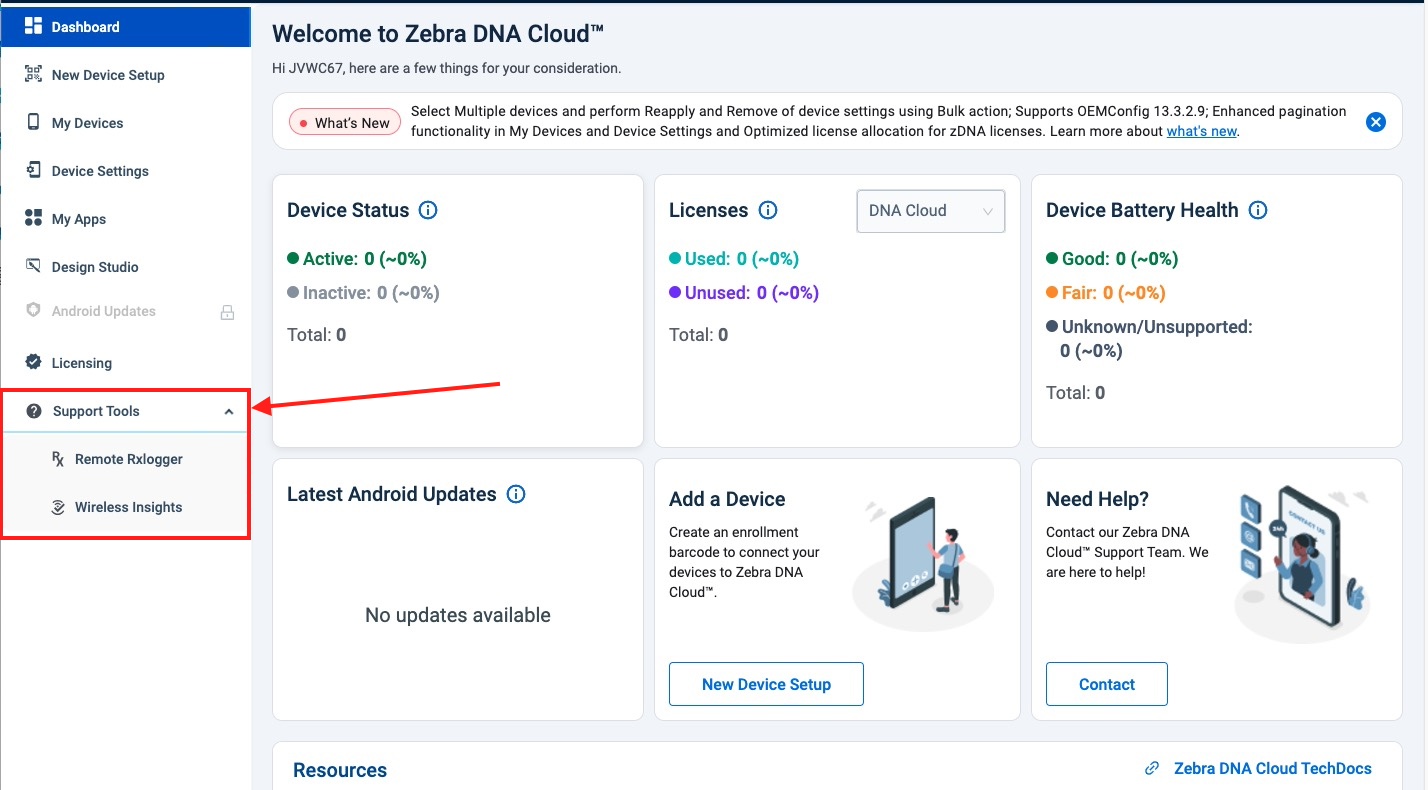 Dashboard
New Device Setup
My Devices
Device Settings
My Apps
Design Studio
Android Updates
Licensing
Support Tools
Remote Rxlogger
Wireless Insights
Welcome to Zebra DNA Cloud™
Hi JVWC67, here are a few things for your consideration.
What's New
Select Multiple devices and perform Reapply and Remove of device settings using Bulk action; Supports OEMConfig 13.3.2.9; Enhanced pagination
functionality in My Devices and Device Settings and Optimized license allocation for zDNA licenses. Learn more about what's new.
Device Status
Active: 0 (~0%)
Inactive: 0 (~0%)
Total: 0
Licenses
DNA Cloud
Used: 0 (~0%)
Unused: 0 (~0%)
Total: 0
Device Battery Health
Good: 0 (~0%)
Fair: 0 (~0%)
Unknown/Unsupported:
0 (~0%)
Total: 0
Latest Android Updates
No updates available
Add a Device
Create an enrollment
barcode to connect your
devices to Zebra DNA
Cloud™.
New Device Setup
Need Help?
Contact our Zebra DNA
Cloud™ Support Team. We
are here to help!
CONTACT US
24h
Contact
Resources
Zebra DNA Cloud TechDocs